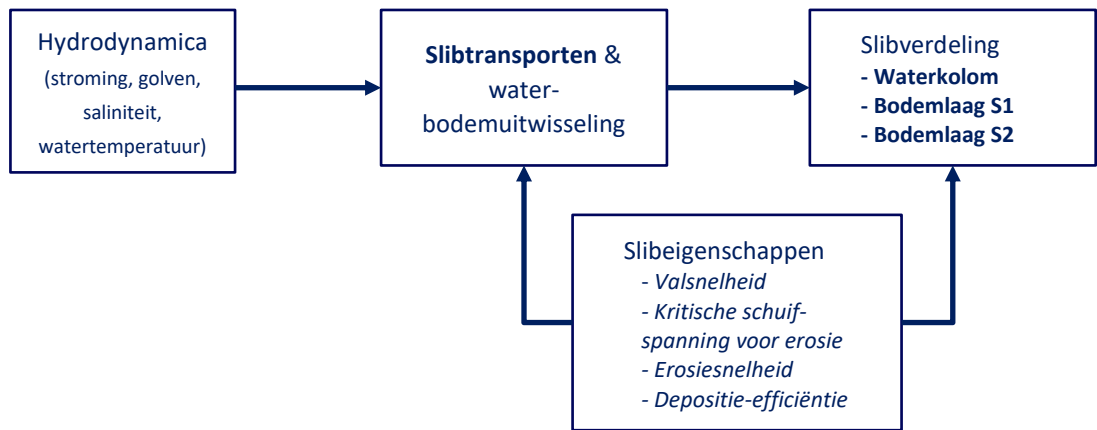 Hydrodynamica
(stroming, golven,
saliniteit,
watertemperatuur)
Slibtransporten &
water-
bodemuitwisseling
Slibverdeling
- Waterkolom
- Bodemlaag S1
- Bodemlaag S2
Slibeigenschappen
- Valsnelheid
- Kritische schuif-
spanning voor erosie
- Erosiesnelheid
- Depositie-efficiëntie